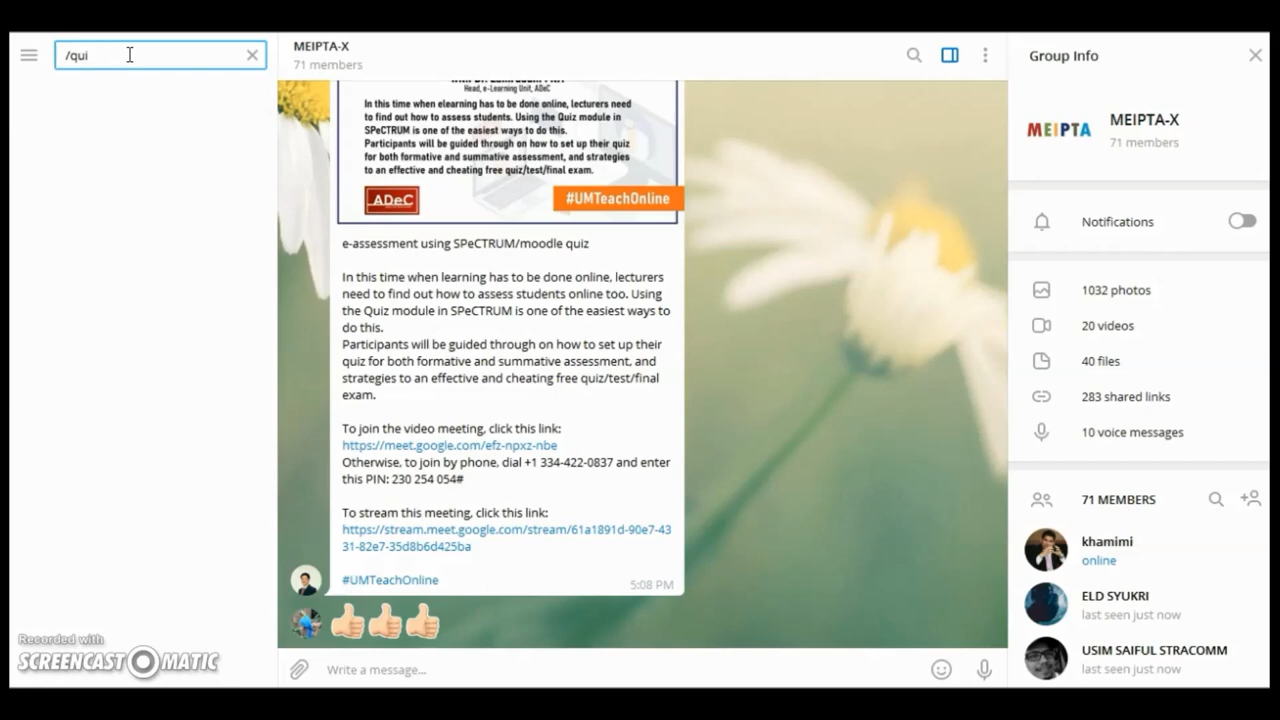 /qui
MEIPTA-X
71 members
Head, e-Learning Unit, ADeC
In this time when elearning has to be done online, lecturers need
to find out how to assess students. Using the Quiz module in
SPeCTRUM is one of the easiest ways to do this.
Participants will be guided through on how to set up their quiz
for both formative and summative assessment, and strategies
to an effective and cheating free quiz/test/final exam.
ADeC
#UMTeachOnline
e-assessment using SPeCTRUM/moodle quiz
In this time when learning has to be done online, lecturers
need to find out how to assess students online too. Using
the Quiz module in SPeCTRUM is one of the easiest ways to
do this.
Participants will be guided through on how to set up their
quiz for both formative and summative assessment, and
strategies to an effective and cheating free quiz/test/final
exam.
To join the video meeting, click this link:
https://meet.google.com/efz-npxz-nbe
Otherwise, to join by phone, dial +1 334-422-0837 and enter
this PIN: 230 254 054#
To stream this meeting, click this link:
https://stream.meet.google.com/stream/61a1891d-90e7-43
31-82e7-35d8b6d425ba
#UMTeachOnline
5:08 PM
Write a message...
Group Info
MEIPTA
MEIPTA-X
71 members
Notifications
1032 photos
20 videos
40 files
283 shared links
10 voice messages
71 MEMBERS
khamimi
online
ELD SYUKRI
last seen just now
USIM SAIFUL STRACOMM
last seen just now
Recorded with
SCREENCAST MATIC